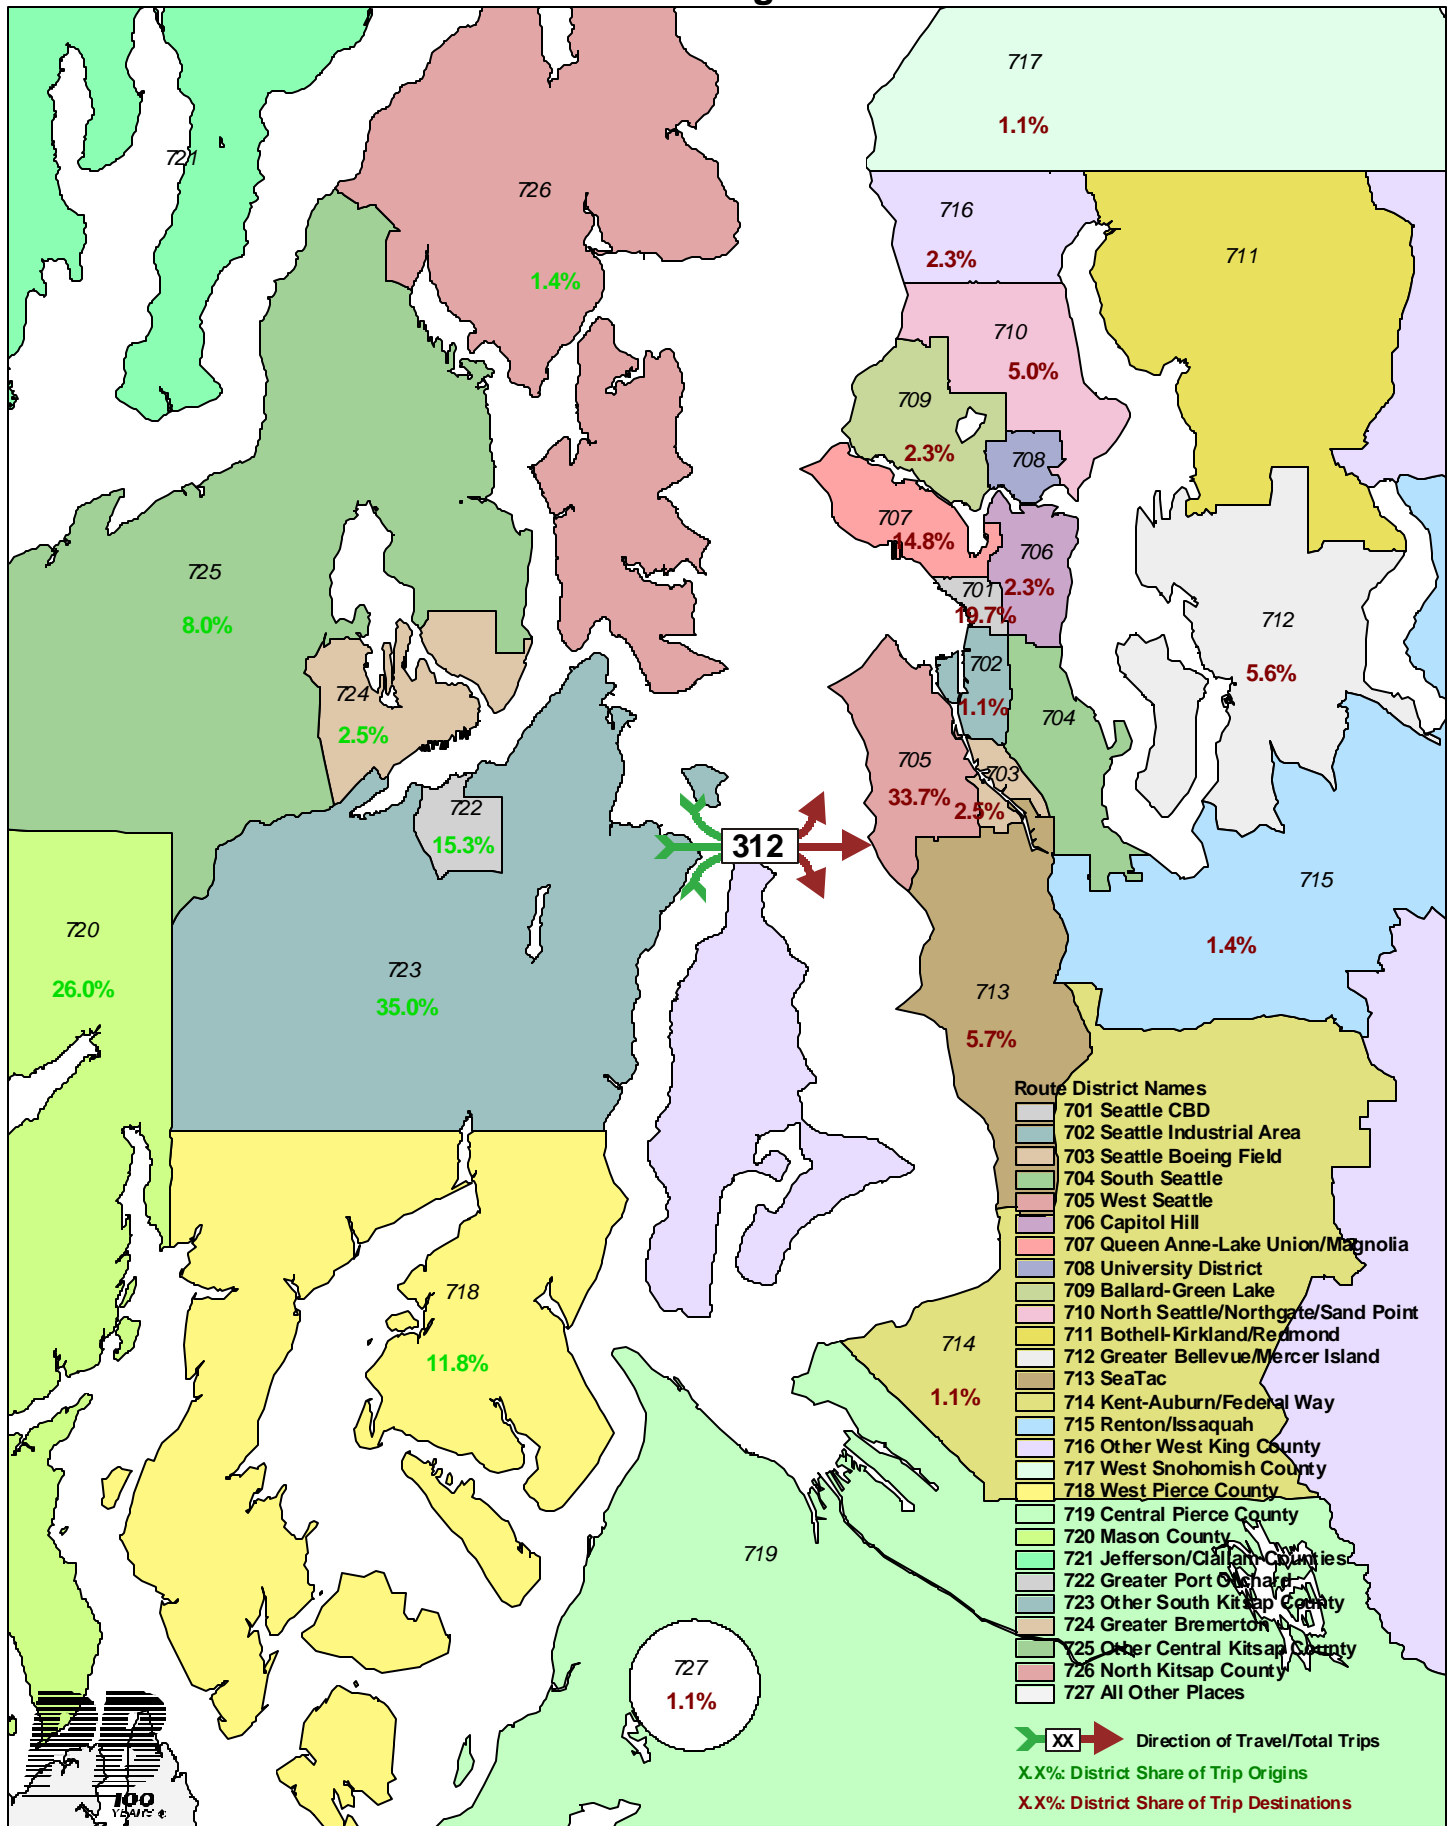 g
717
1.1%
721
726
1.4%
716
2.3%
711
710
5.0%
709
2.3%
708
707
14.8%
706
2.3%
725
8.0%
701
19.7%
712
5.6%
702
1.1%
724
2.5%
704
705
33.7%
703
2.5%
722
15.3%
312
715
1.4%
720
26.0%
723
35.0%
713
5.7%
Route District Names
701 Seattle CBD
702 Seattle Industrial Area
703 Seattle Boeing Field
704 South Seattle
705 West Seattle
706 Capitol Hill
707 Queen Anne-Lake Union/Magnolia
708 University District
709 Ballard-Green Lake
710 North Seattle/Northgate/Sand Point
711 Bothell-Kirkland/Redmond
712 Greater Bellevue/Mercer Island
713 SeaTac
714 Kent-Auburn/Federal Way
715 Renton/Issaquah
716 Other West King County
717 West Snohomish County
718 West Pierce County
719 Central Pierce County
720 Mason County
721 Jefferson/Clallam Counties
722 Greater Port Orchard
723 Other South Kitsap County
724 Greater Bremerton
725 Other Central Kitsap County
726 North Kitsap County
727 All Other Places
718
11.8%
714
1.1%
719
727
1.1%
XX Direction of Travel/Total Trips
X.X%: District Share of Trip Origins
X.X%: District Share of Trip Destinations
PB
100
YEARS ®